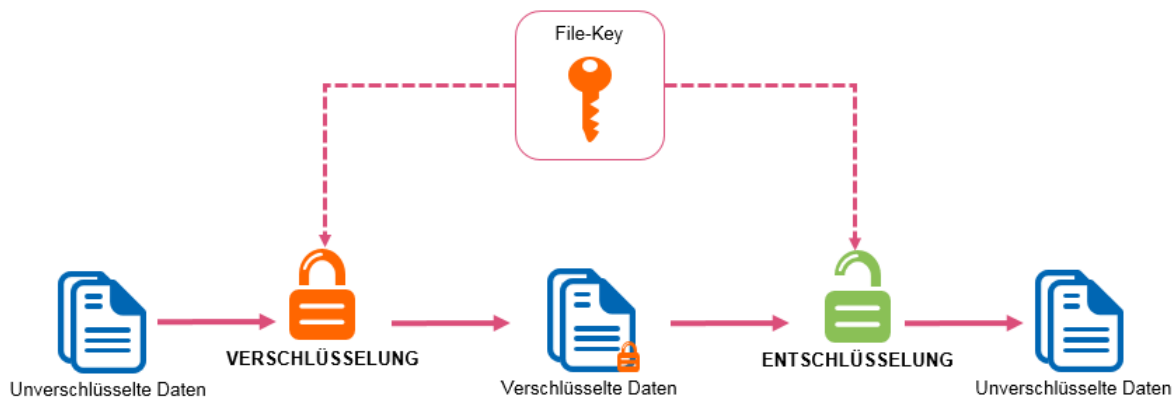 File-Key
VERSCHLÜSSELUNG
ENTSCHLÜSSELUNG
Unverschlüsselte Daten
Verschlüsselte Daten
Unverschlüsselte Daten